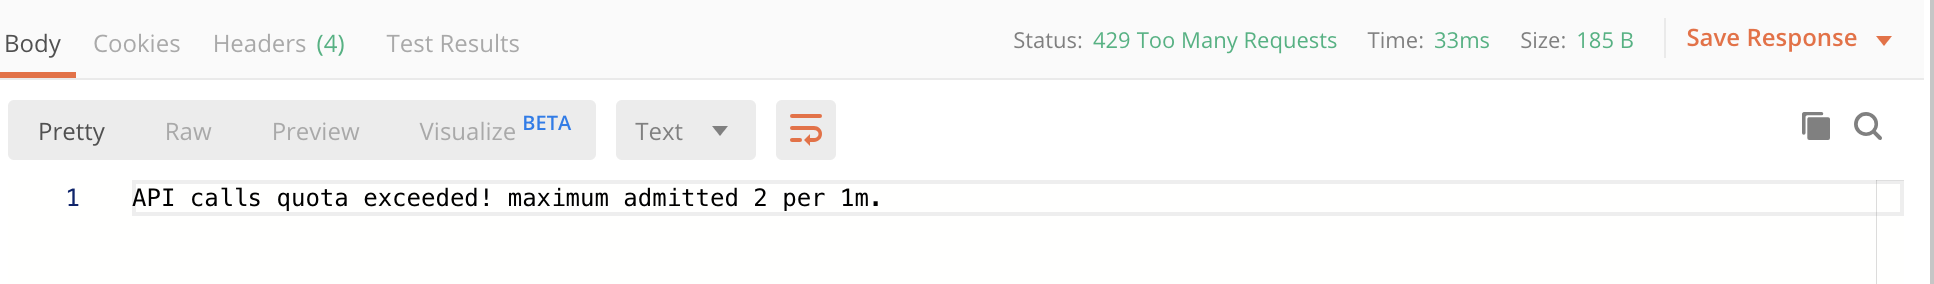 Body Cookies Headers (4) Test Results Status: 429 Too Many Requests Time: 33ms Size: 185 B Save Response
Pretty Raw Preview Visualize BETA Text
1 API calls quota exceeded! maximum admitted 2 per 1m.